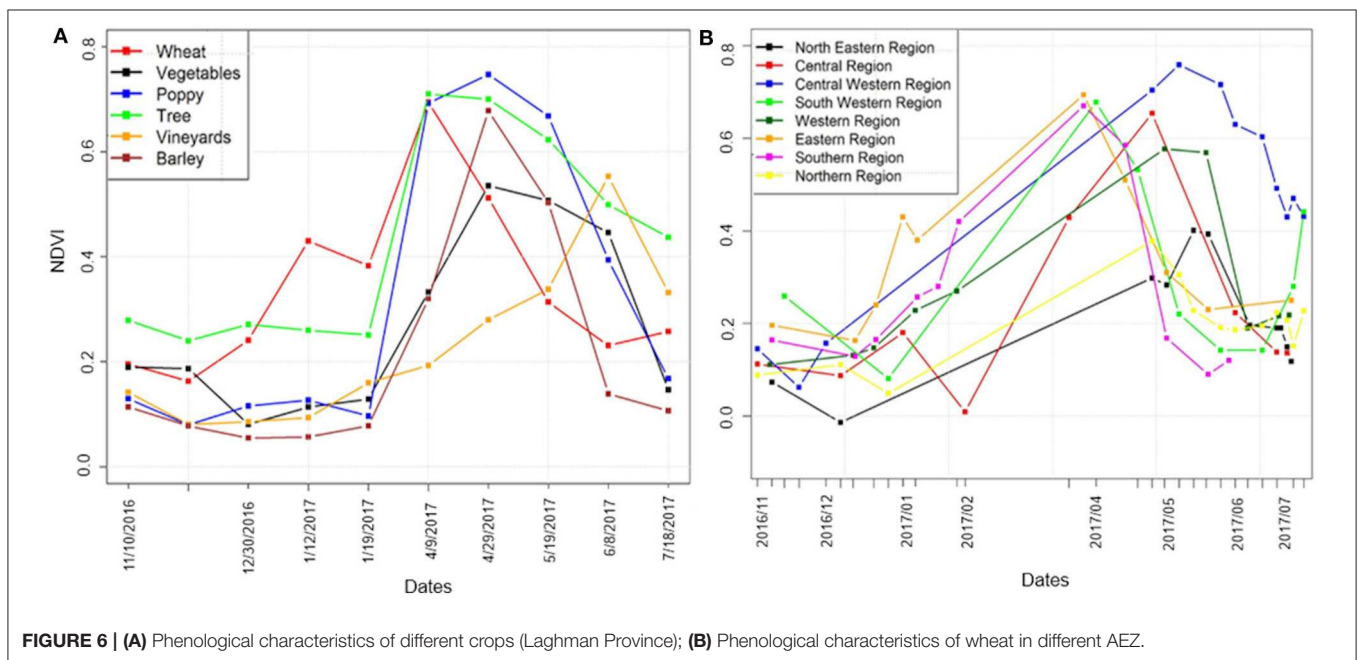 A
0.8
0.6
0.4
0.2
0.0
NDVI
Wheat
Vegetables
Poppy
Tree
Vineyards
Barley
11/10/2016
12/30/2016
1/12/2017
1/19/2017
4/9/2017
4/29/2017
5/19/2017
6/8/2017
7/18/2017
Dates
B
0.8
0.6
0.4
0.2
0.0
North Eastern Region
Central Region
Central Western Region
South Western Region
Western Region
Eastern Region
Southern Region
Northern Region
2016/11
2016/12
2017/01
2017/02
2017/04
2017/05
2017/06
2017/07
Dates
FIGURE 6 | (A) Phenological characteristics of different crops (Laghman Province); (B) Phenological characteristics of wheat in different AEZ.